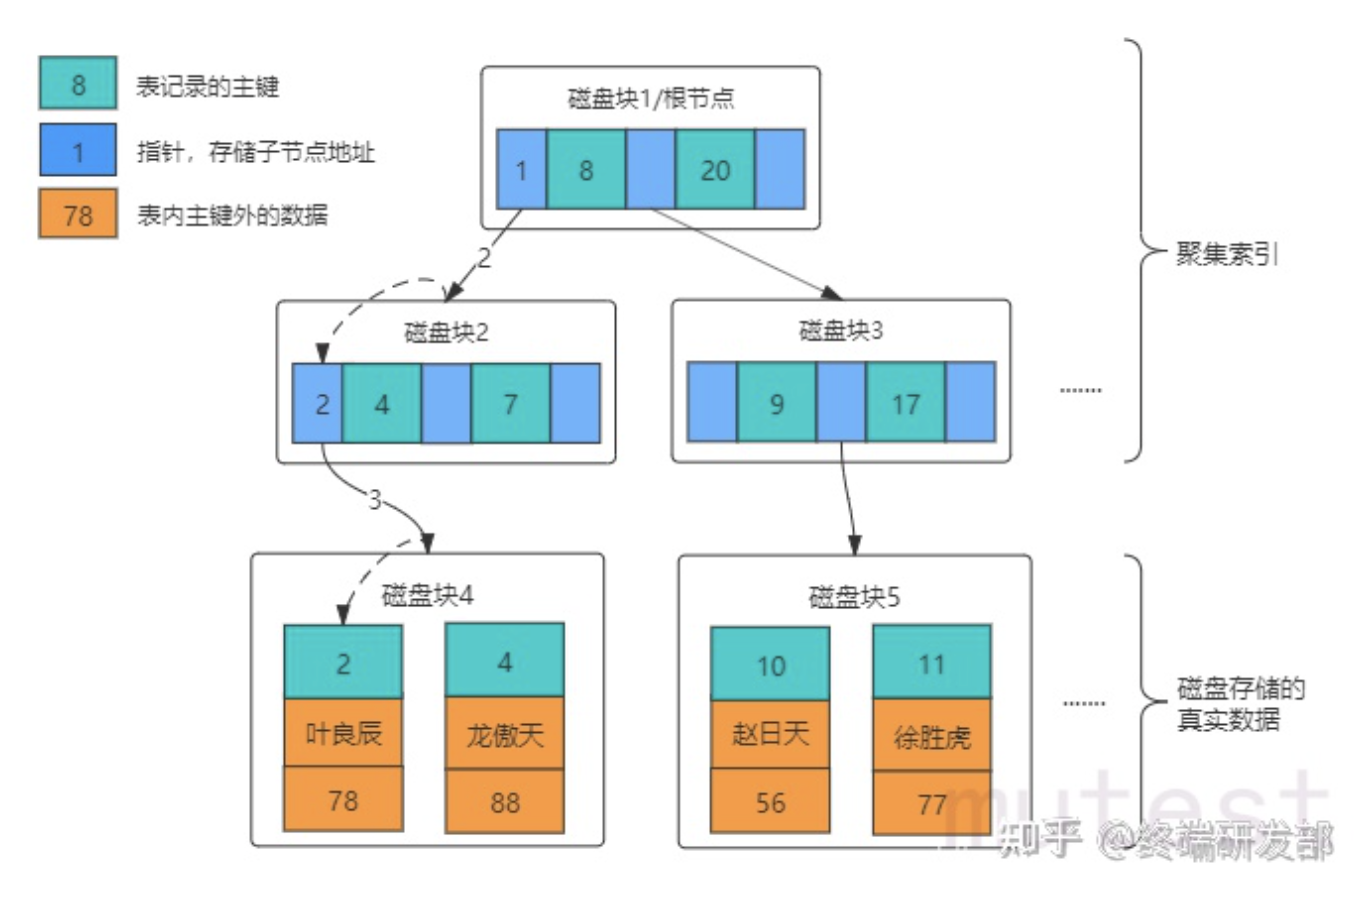 8 表记录的主键
1 指针，存储子节点地址
78 表内主键外的数据
磁盘块1/根节点
1 8 20
2
聚集索引
磁盘块2
2 4 7
磁盘块3
9 17
.......
3
磁盘块4
2 4
叶良辰 龙傲天
78 88
磁盘块5
10 11
赵日天 徐胜虎
56 77
.......
磁盘存储的
真实数据
mutest
知乎 @终端研发部